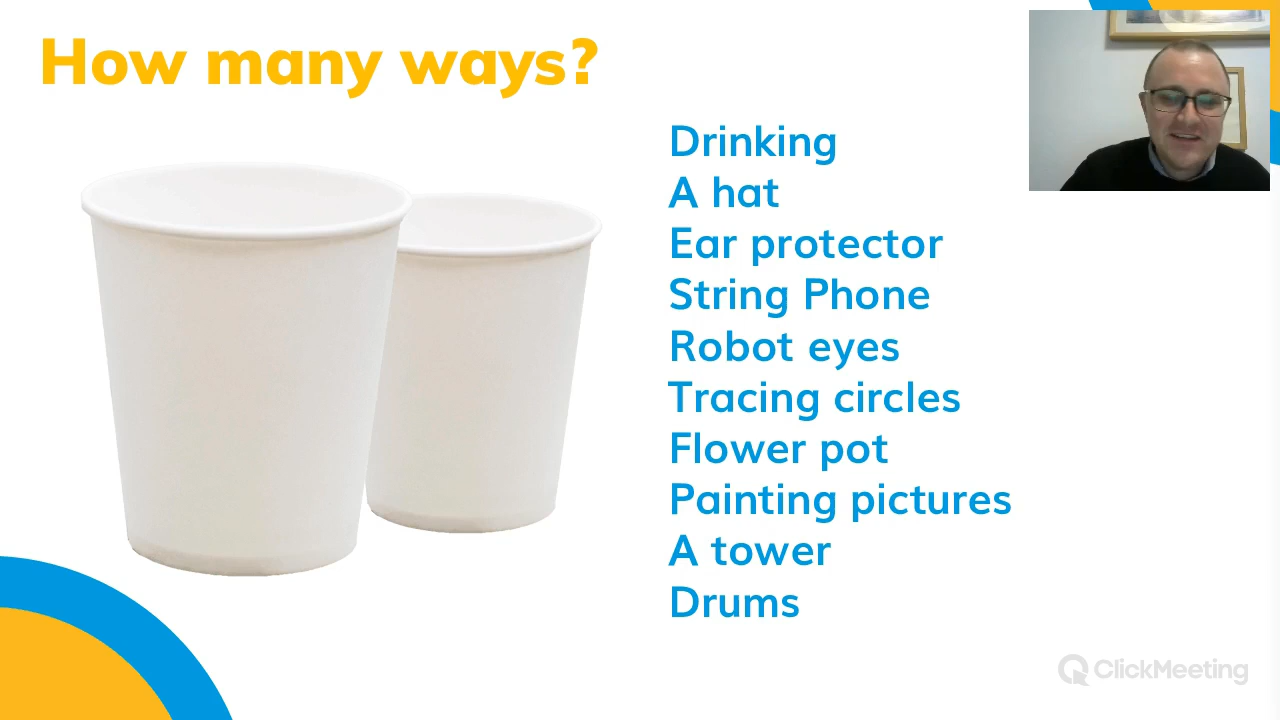 How many ways?
Drinking
A hat
Ear protector
String Phone
Robot eyes
Tracing circles
Flower pot
Painting pictures
A tower
Drums
ClickMeeting